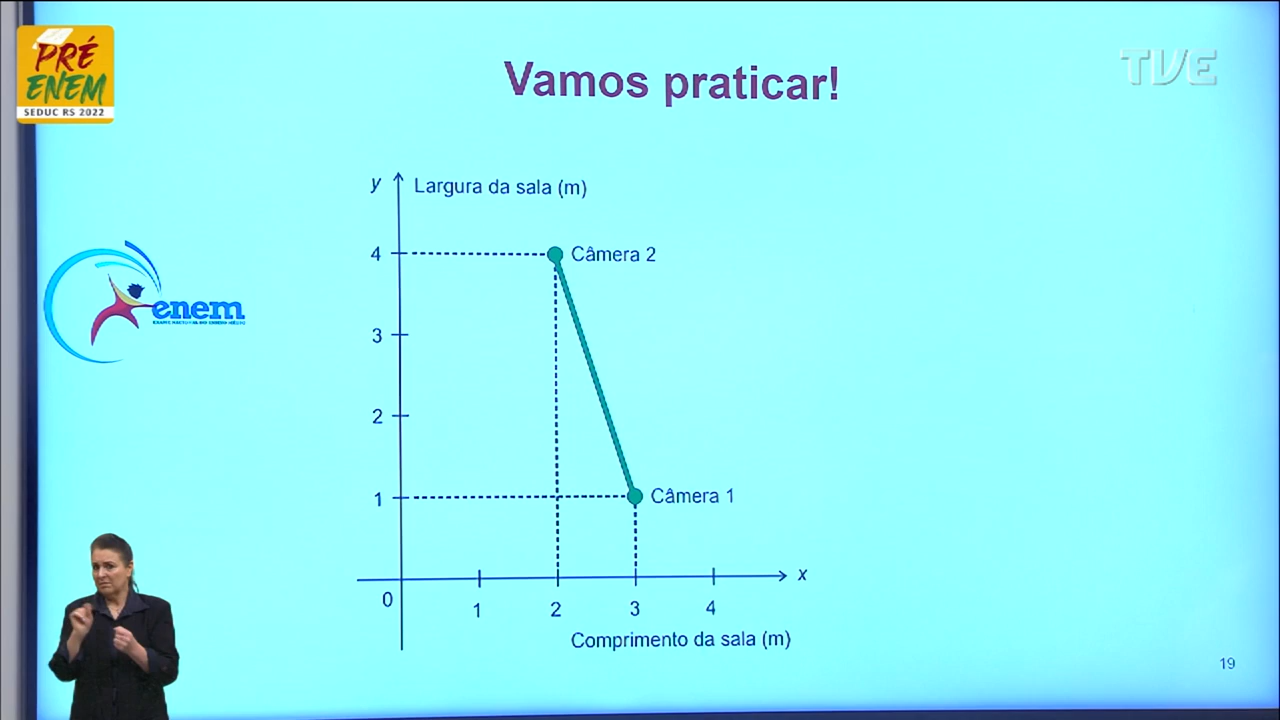 PRÉ
ENEM
SEDUC RS 2022
Vamos praticar!
TVE
y
Largura da sala (m)
4
Câmera 2
3
enem
2
1
Câmera 1
x
0
1
2
3
4
Comprimento da sala (m)
19